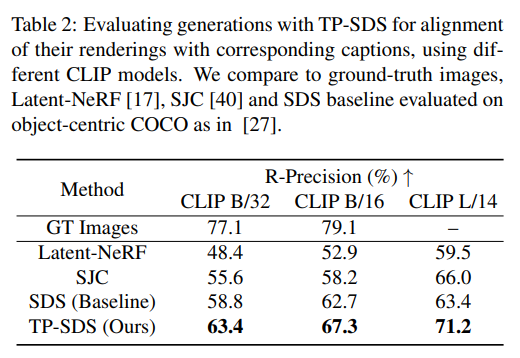 Table 2: Evaluating generations with TP-SDS for alignment
of their renderings with corresponding captions, using dif-
ferent CLIP models. We compare to ground-truth images,
Latent-NeRF [17], SJC [40] and SDS baseline evaluated on
object-centric COCO as in [27].
Method R-Precision (%) ↑
CLIP B/32 CLIP B/16 CLIP L/14
GT Images 77.1 79.1 –
Latent-NeRF 48.4 52.9 59.5
SJC 55.6 58.2 66.0
SDS (Baseline) 58.8 62.7 63.4
TP-SDS (Ours) 63.4 67.3 71.2